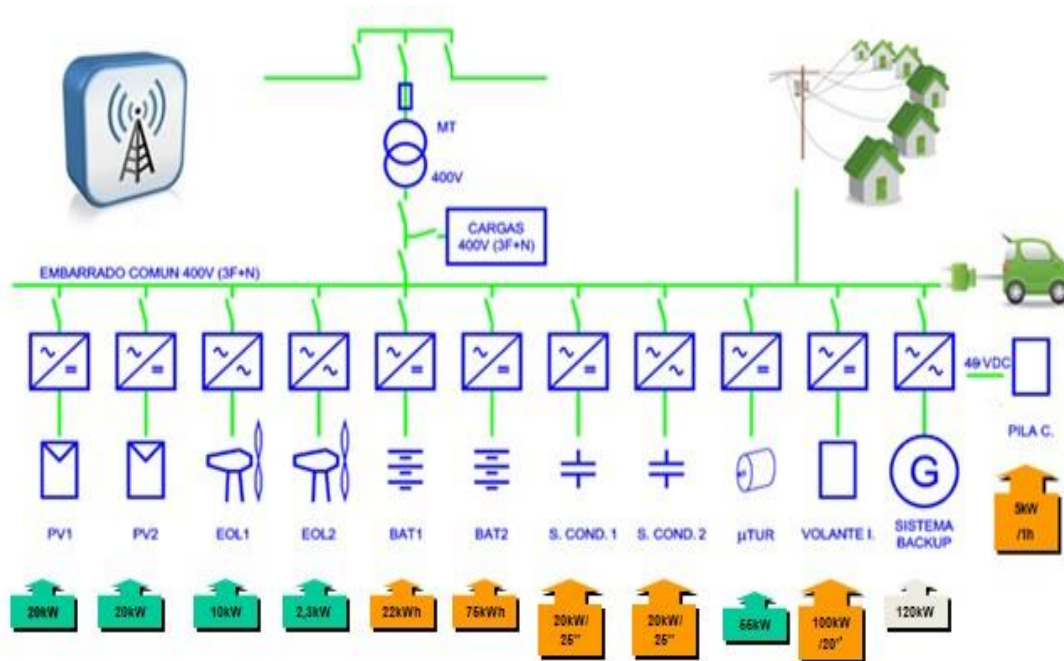 MT
400V
CARGAS
400V (3F+N)
EMBARRADO COMUN 400V (3F+N)
48 VDC
PILA C.
G
PV1
PV2
EOL1
EOL2
BAT1
BAT2
S. COND. 1
S. COND. 2
µTUR
VOLANTE I.
SISTEMA
BACKUP
5kW
/1h
20kW
20kW
10kW
2,3kW
22kWh
75kWh
20kW/
25''
20kW/
25''
55kW
100kW
/20''
120kW